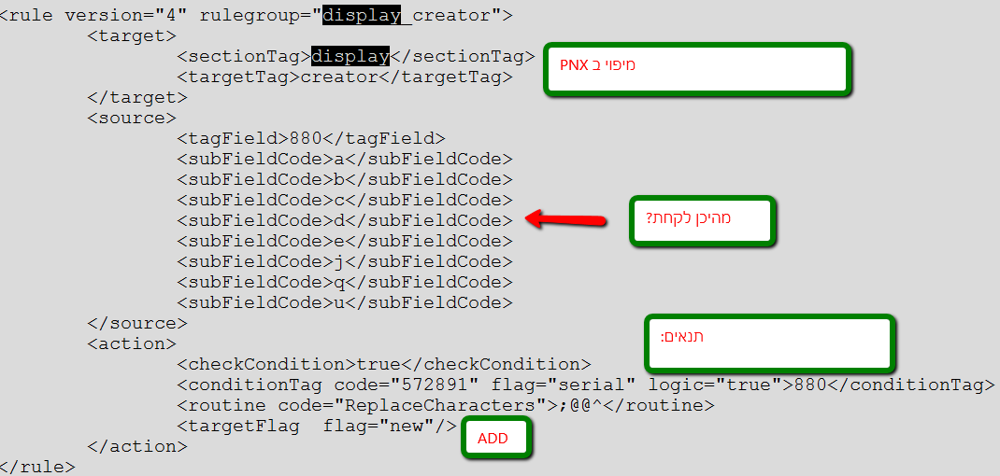 <rule version="4" rulegroup="display_creator">
<target>
<sectionTag>display</sectionTag>
מיפוי ב PNX
<targetTag>creator</targetTag>
</target>
<source>
<tagField>880</tagField>
<subFieldCode>a</subFieldCode>
<subFieldCode>b</subFieldCode>
<subFieldCode>c</subFieldCode>
<subFieldCode>d</subFieldCode>
מהיכן לקחת?
<subFieldCode>e</subFieldCode>
<subFieldCode>j</subFieldCode>
<subFieldCode>q</subFieldCode>
<subFieldCode>u</subFieldCode>
</source>
תנאים:
<action>
<checkCondition>true</checkCondition>
<conditionTag code="572891" flag="serial" logic="true">880</conditionTag>
<routine code="ReplaceCharacters">;@@^</routine>
<targetFlag  flag="new"/>
ADD
</action>
</rule>